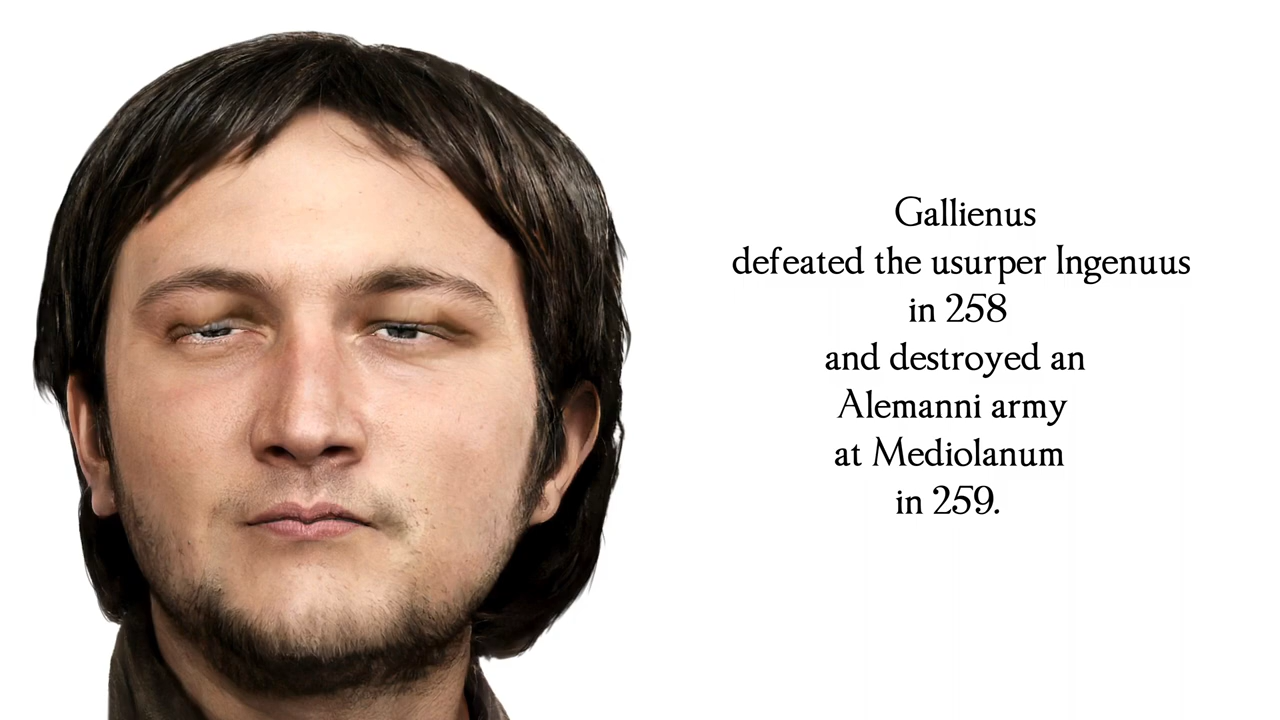 Gallienus
defeated the usurper Ingenuus
in 258
and destroyed an
Alemanni army
at Mediolanum
in 259.